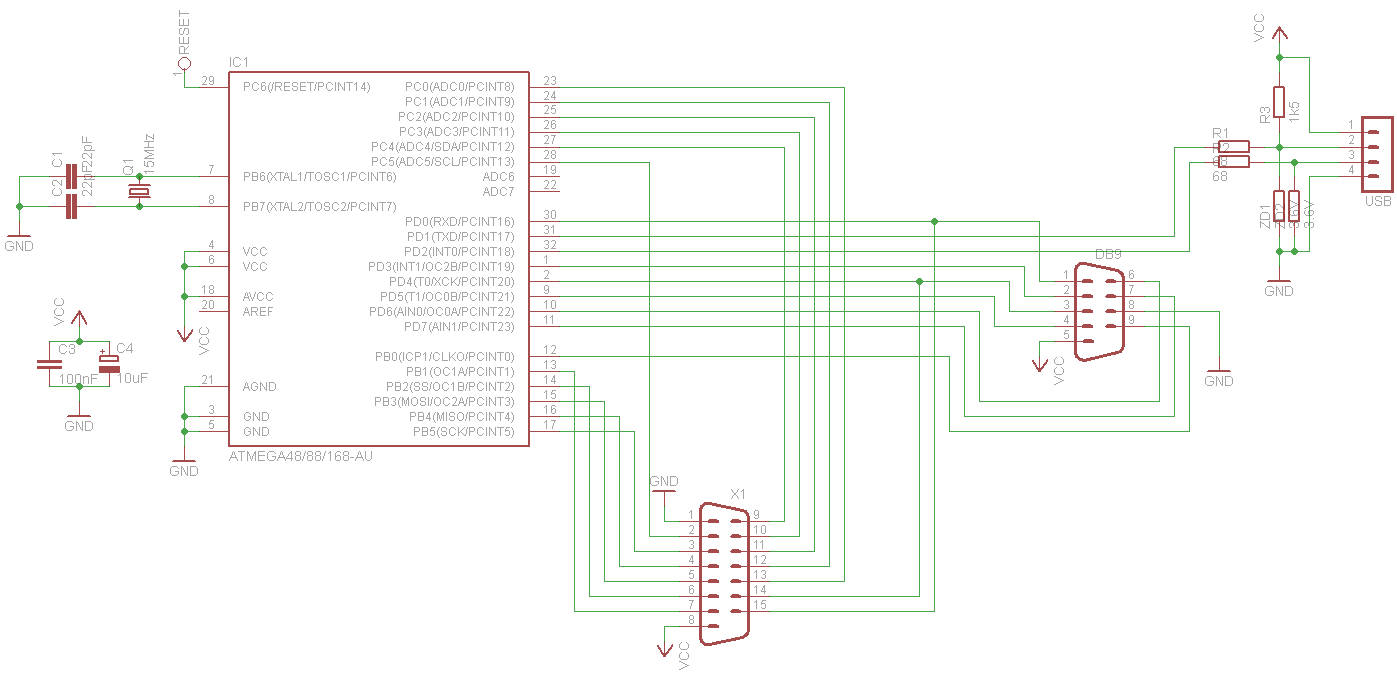 RESET
1
IC1
29 PC6(/RESET/PCINT14)
PC0(ADC0/PCINT8) 23
PC1(ADC1/PCINT9) 24
PC2(ADC2/PCINT10) 25
PC3(ADC3/PCINT11) 26
PC4(ADC4/SDA/PCINT12) 27
PC5(ADC5/SCL/PCINT13) 28
ADC6 19
ADC7 22
C1 22pF
C2 22pF
Q1 15MHz
7 PB6(XTAL1/TOSC1/PCINT6)
8 PB7(XTAL2/TOSC2/PCINT7)
GND
PD0(RXD/PCINT16) 30
PD1(TXD/PCINT17) 31
PD2(INT0/PCINT18) 32
PD3(INT1/OC2B/PCINT19) 1
PD4(T0/XCK/PCINT20) 2
PD5(T1/OC0B/PCINT21) 9
PD6(AIN0/OC0A/PCINT22) 10
PD7(AIN1/PCINT23) 11
4 VCC
6 VCC
18 AVCC
20 AREF
VCC
VCC
C3
100nF
C4
+
10uF
GND
PB0(ICP1/CLKO/PCINT0) 12
PB1(OC1A/PCINT1) 13
PB2(SS/OC1B/PCINT2) 14
PB3(MOSI/OC2A/PCINT3) 15
PB4(MISO/PCINT4) 16
PB5(SCK/PCINT5) 17
21 AGND
3 GND
5 GND
GND
ATMEGA48/88/168-AU
GND
X1
1 9
2 10
3 11
4 12
5 13
6 14
7 15
8
VCC
DB9
1 6
2 7
3 8
4 9
5
VCC
GND
VCC
R3
1k5
R1
R2
68
68
1
2
3
4
USB
ZD1
ZD2
3.6V
3.6V
GND